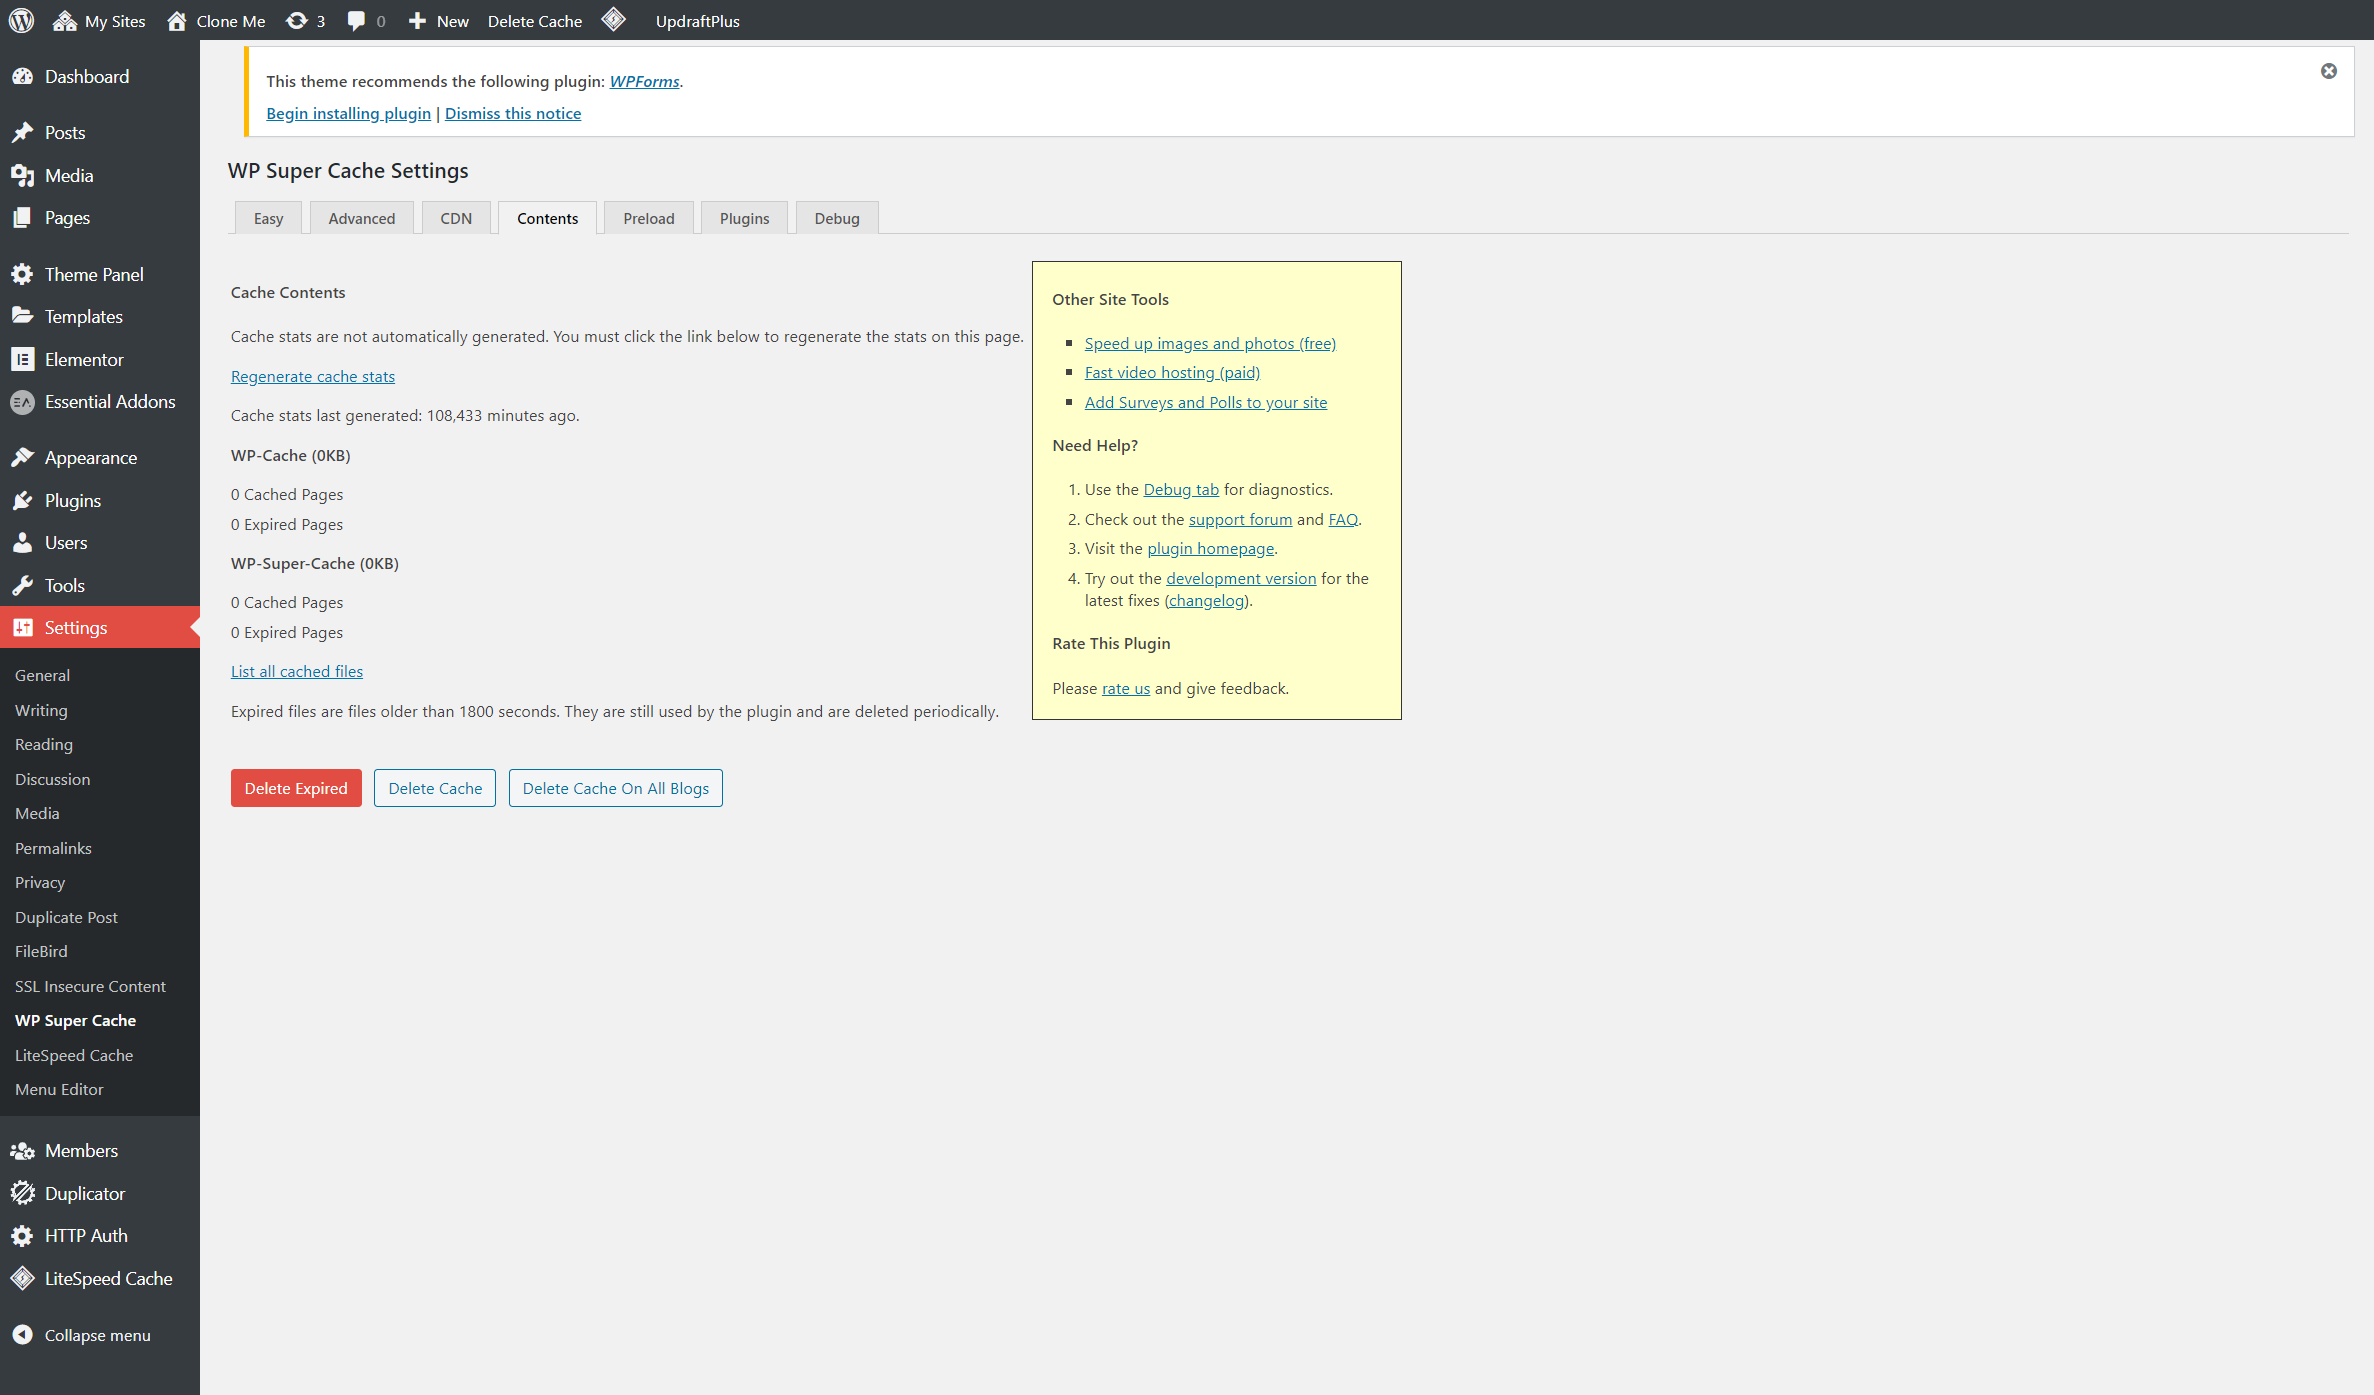 My Sites Clone Me 3 0 New Delete Cache UpdraftPlus
Dashboard
Posts
Media
Pages
Theme Panel
Templates
Elementor
Essential Addons
Appearance
Plugins
Users
Tools
Settings
General
Writing
Reading
Discussion
Media
Permalinks
Privacy
Duplicate Post
FileBird
SSL Insecure Content
WP Super Cache
LiteSpeed Cache
Menu Editor
Members
Duplicator
HTTP Auth
LiteSpeed Cache
Collapse menu
This theme recommends the following plugin: WPForms.
Begin installing plugin | Dismiss this notice
WP Super Cache Settings
Easy Advanced CDN Contents Preload Plugins Debug
Cache Contents
Cache stats are not automatically generated. You must click the link below to regenerate the stats on this page.
Regenerate cache stats
Cache stats last generated: 108,433 minutes ago.
WP-Cache (0KB)
0 Cached Pages
0 Expired Pages
WP-Super-Cache (0KB)
0 Cached Pages
0 Expired Pages
List all cached files
Expired files are files older than 1800 seconds. They are still used by the plugin and are deleted periodically.
Delete Expired Delete Cache Delete Cache On All Blogs
Other Site Tools
Speed up images and photos (free)
Fast video hosting (paid)
Add Surveys and Polls to your site
Need Help?
1. Use the Debug tab for diagnostics.
2. Check out the support forum and FAQ.
3. Visit the plugin homepage.
4. Try out the development version for the
latest fixes (changelog).
Rate This Plugin
Please rate us and give feedback.